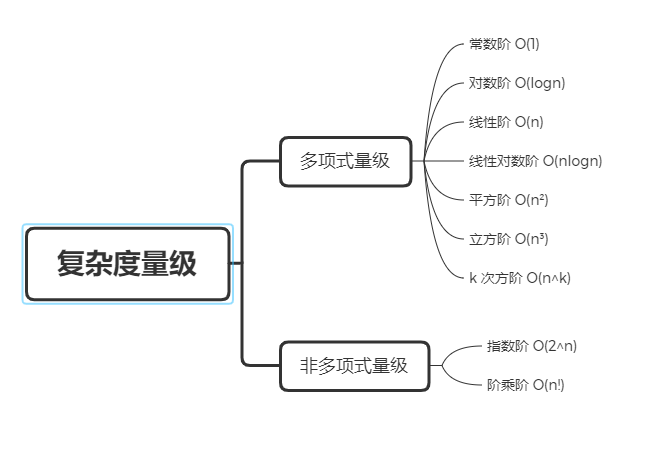 复杂度量级
多项式量级
常数阶 O(1)
对数阶 O(logn)
线性阶 O(n)
线性对数阶 O(nlogn)
平方阶 O(n²)
立方阶 O(n³)
k 次方阶 O(n^k)
非多项式量级
指数阶 O(2^n)
阶乘阶 O(n!)